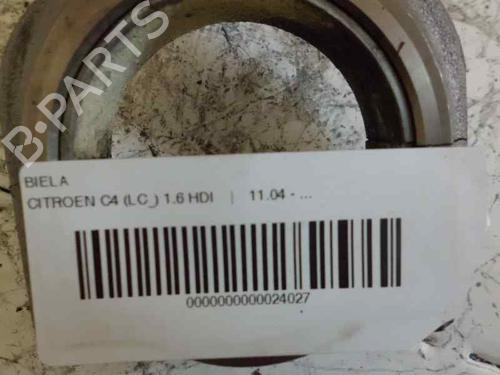 B-PARTS
BIELA
CITROEN C4 (LC_) 1.6 HDI | 11.04 - ...
0000000000024027